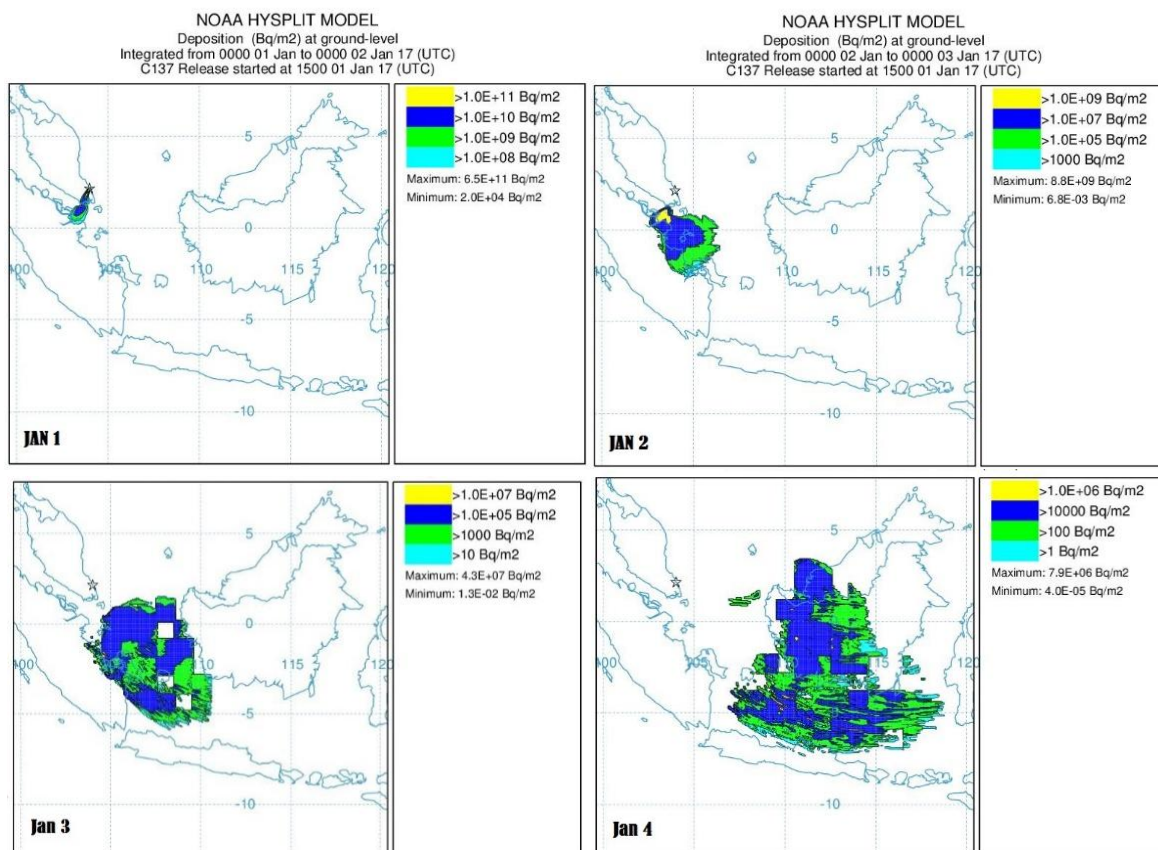 NOAA HYSPLIT MODEL
Deposition (Bq/m2) at ground-level
Integrated from 0000 01 Jan to 0000 02 Jan 17 (UTC)
C137 Release started at 1500 01 Jan 17 (UTC)
>1.0E+11 Bq/m2
>1.0E+10 Bq/m2
>1.0E+09 Bq/m2
>1.0E+08 Bq/m2
Maximum: 6.5E+11 Bq/m2
Minimum: 2.0E+04 Bq/m2
5
0
00 105 110 115 120
-5
-10
JAN 1
NOAA HYSPLIT MODEL
Deposition (Bq/m2) at ground-level
Integrated from 0000 02 Jan to 0000 03 Jan 17 (UTC)
C137 Release started at 1500 01 Jan 17 (UTC)
>1.0E+09 Bq/m2
>1.0E+07 Bq/m2
>1.0E+05 Bq/m2
>1000 Bq/m2
Maximum: 8.8E+09 Bq/m2
Minimum: 6.8E-03 Bq/m2
5
0
100 105 110 115 120
-5
-10
JAN 2
>1.0E+07 Bq/m2
>1.0E+05 Bq/m2
>1000 Bq/m2
>10 Bq/m2
Maximum: 4.3E+07 Bq/m2
Minimum: 1.3E-02 Bq/m2
5
0
00 110 115 120
-5
-10
Jan 3
>1.0E+06 Bq/m2
>10000 Bq/m2
>100 Bq/m2
>1 Bq/m2
Maximum: 7.9E+06 Bq/m2
Minimum: 4.0E-05 Bq/m2
5
100 115 120
-10
Jan 4